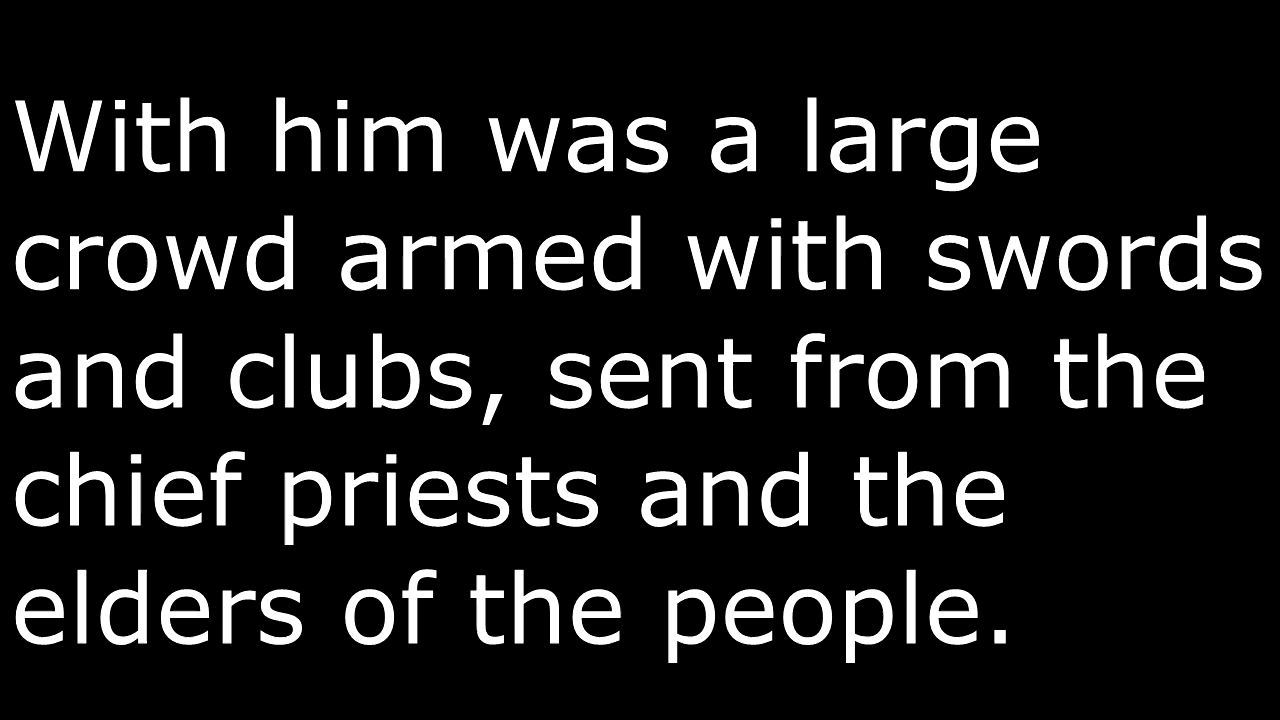 With him was a large
crowd armed with swords
and clubs, sent from the
chief priests and the
elders of the people.